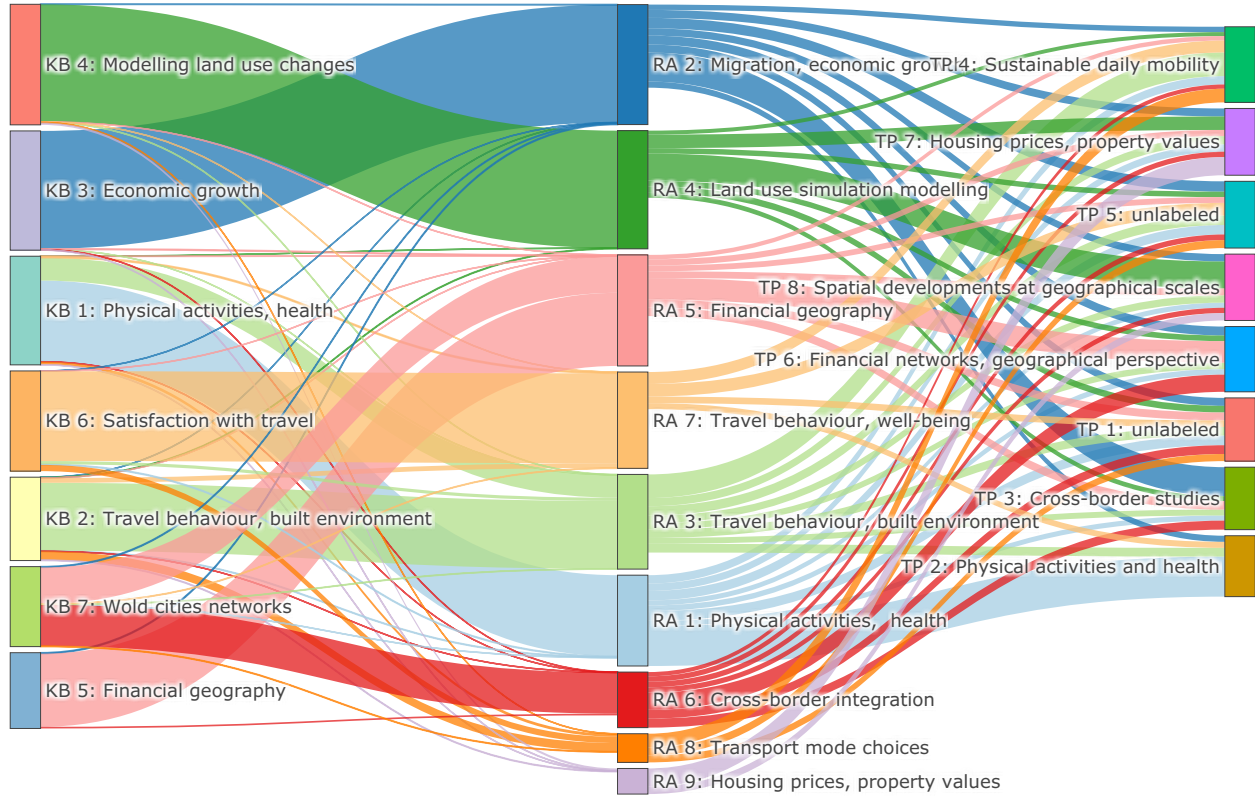 KB 4: Modelling land use changes
KB 3: Economic growth
KB 1: Physical activities, health
KB 6: Satisfaction with travel
KB 2: Travel behaviour, built environment
KB 7: Wold cities networks
KB 5: Financial geography
RA 2: Migration, economic gro
RA 4: Land use simulation modelling
RA 5: Financial geography
RA 7: Travel behaviour, well-being
RA 3: Travel behaviour, built environment
RA 1: Physical activities, health
RA 6: Cross-border integration
RA 8: Transport mode choices
RA 9: Housing prices, property values
TP 4: Sustainable daily mobility
TP 7: Housing prices, property values
TP 5: unlabeled
TP 8: Spatial developments at geographical scales
TP 6: Financial networks, geographical perspective
TP 1: unlabeled
TP 3: Cross-border studies
TP 2: Physical activities and health